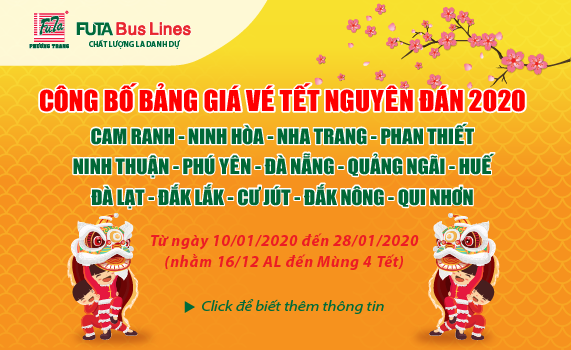 FUTA
PHƯƠNG TRANG
FUTA Bus Lines
CHẤT LƯỢNG LÀ DANH DỰ
CÔNG BỐ BẢNG GIÁ VÉ TẾT NGUYÊN ĐÁN 2020
CAM RANH - NINH HÒA - NHA TRANG - PHAN THIẾT
NINH THUẬN - PHÚ YÊN - ĐÀ NẴNG - QUẢNG NGÃI - HUẾ
ĐÀ LẠT - ĐẮK LẮK - CƯ JÚT - ĐẮK NÔNG - QUI NHƠN
Từ ngày 10/01/2020 đến 28/01/2020
(nhằm 16/12 AL đến Mùng 4 Tết)
Click để biết thêm thông tin